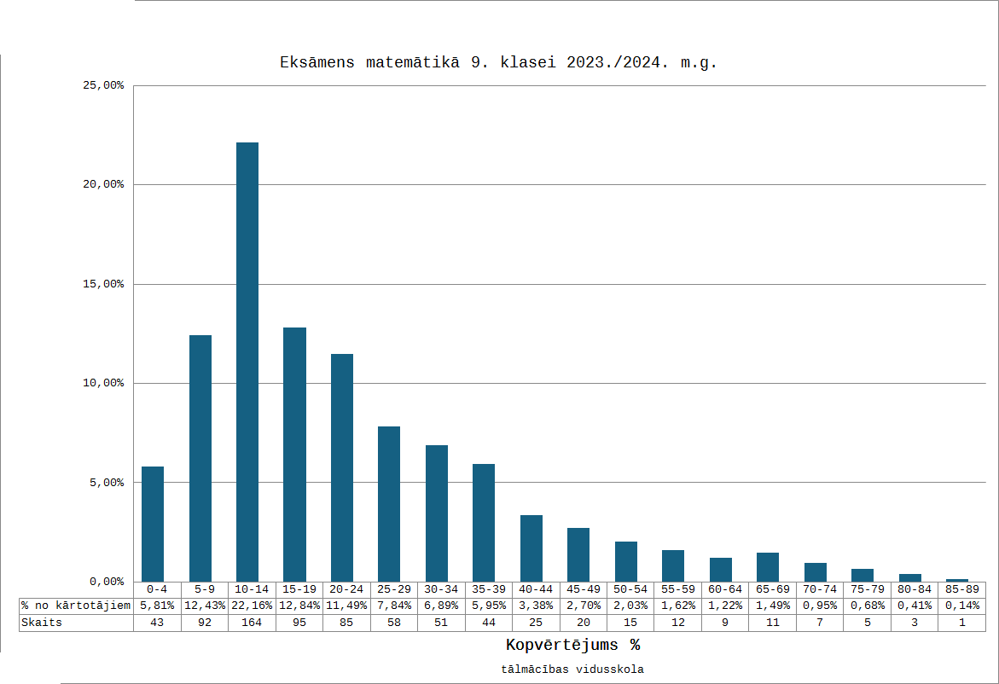 Eksāmens matemātikā 9. klasei 2023./2024. m.g.
25,00%
20,00%
15,00%
10,00%
5,00%
0,00%
0-4 5-9 10-14 15-19 20-24 25-29 30-34 35-39 40-44 45-49 50-54 55-59 60-64 65-69 70-74 75-79 80-84 85-89
% no kārtotājiem 5,81% 12,43% 22,16% 12,84% 11,49% 7,84% 6,89% 5,95% 3,38% 2,70% 2,03% 1,62% 1,22% 1,49% 0,95% 0,68% 0,41% 0,14%
Skaits 43 92 164 95 85 58 51 44 25 20 15 12 9 11 7 5 3 1
Kopvērtējums %
tālmācības vidusskola